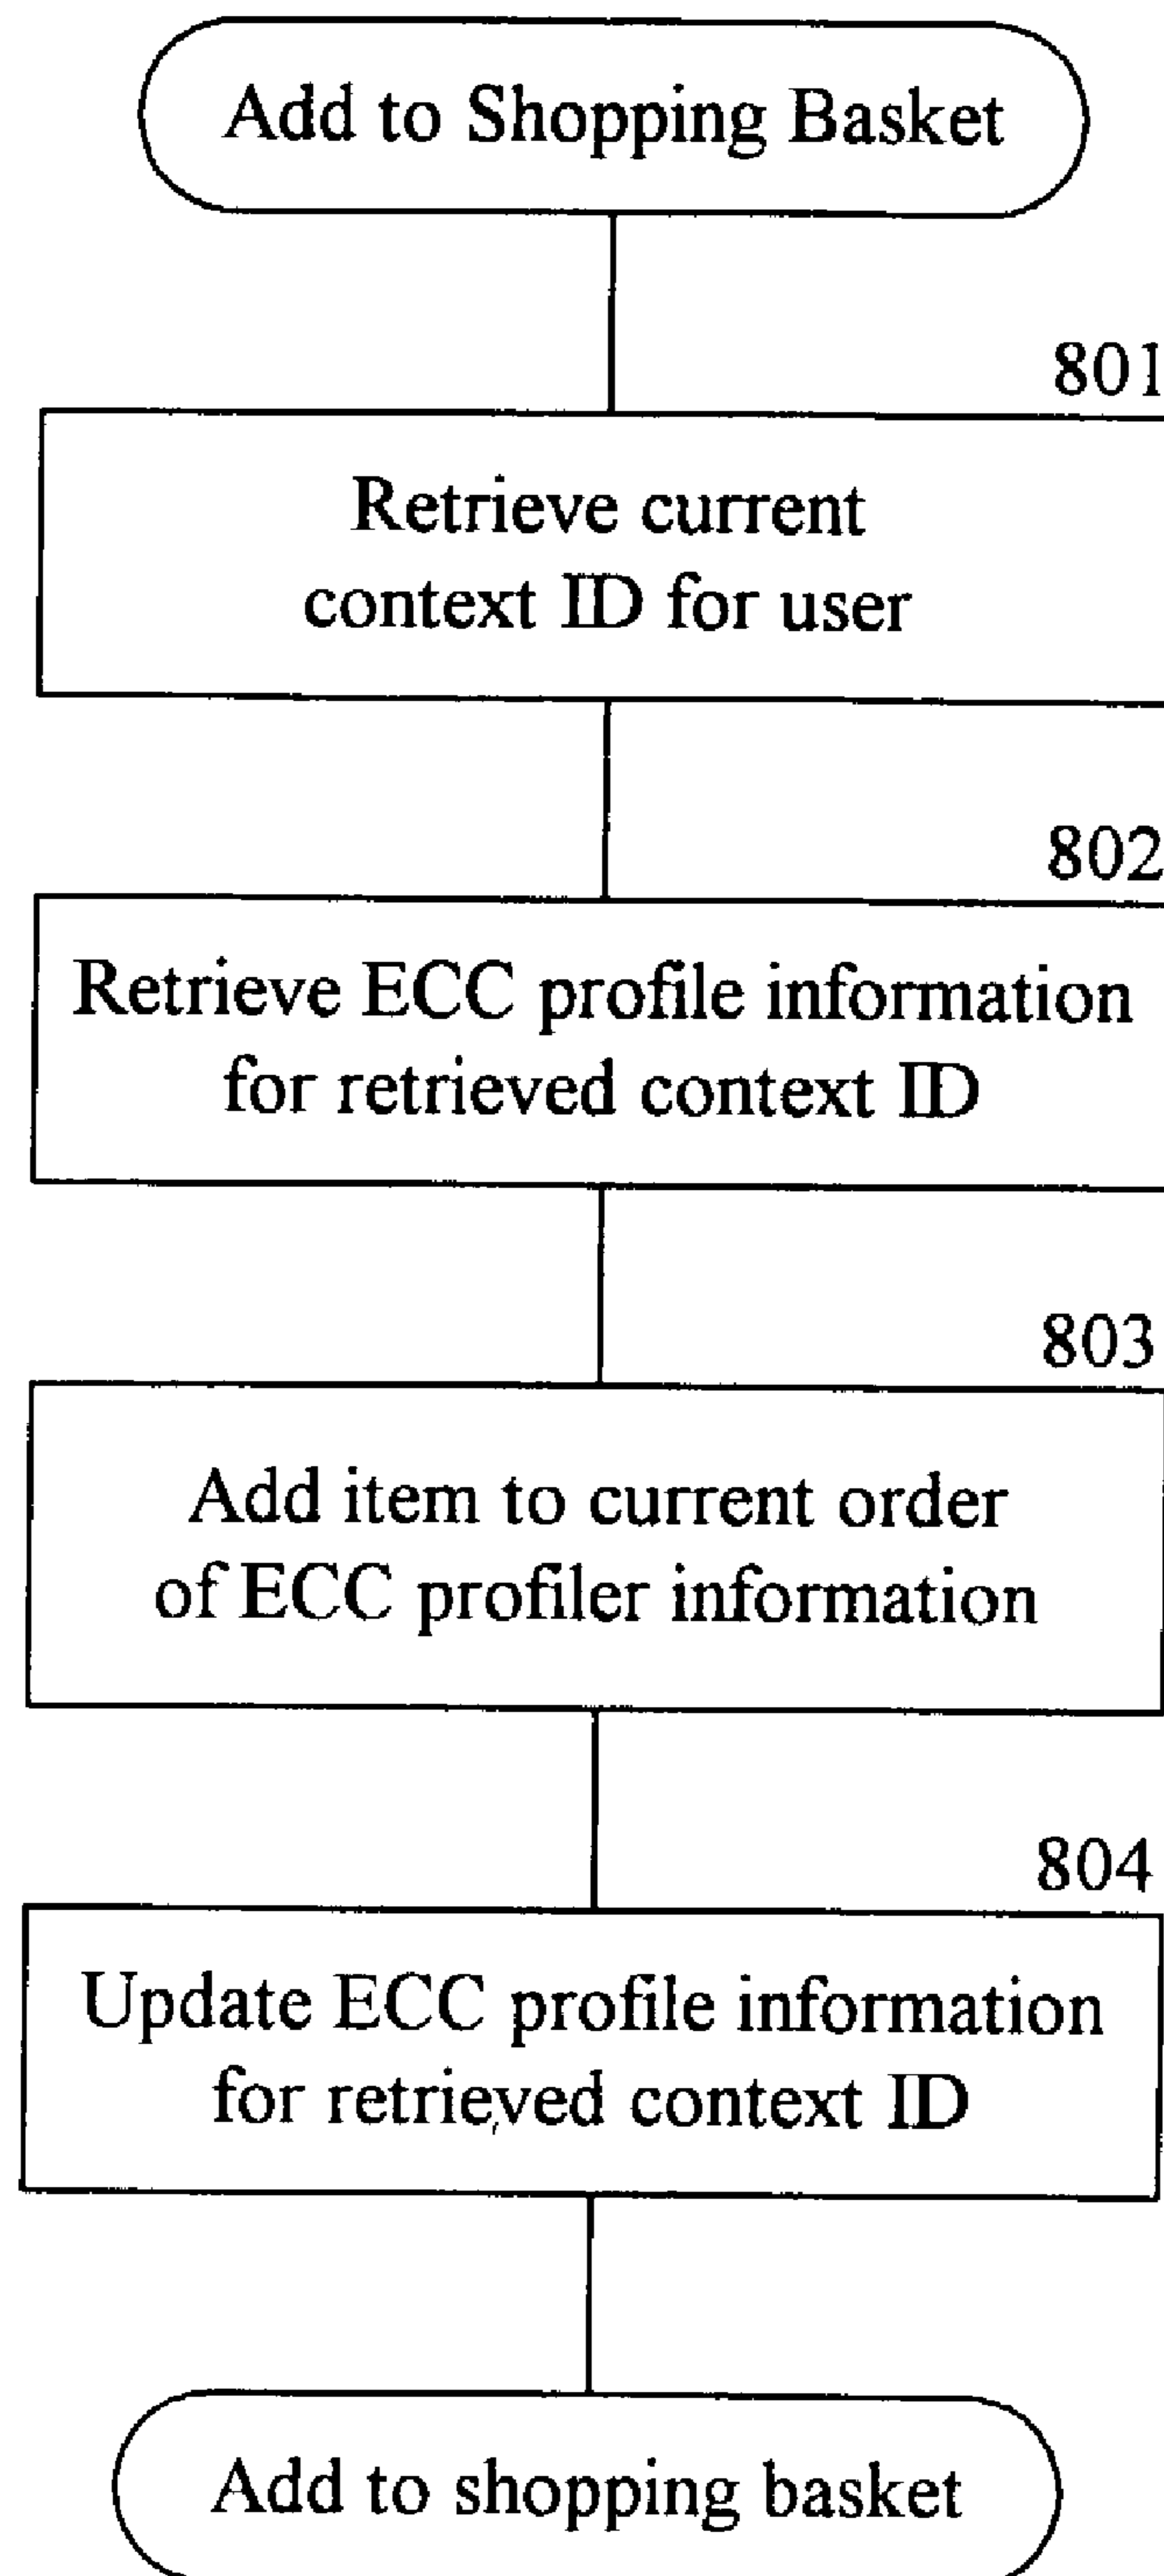 Add to Shopping Basket
801
Retrieve current
context ID for user
802
Retrieve ECC profile information
for retrieved context ID
803
Add item to current order
of ECC profiler information
804
Update ECC profile information
for retrieved context ID
Add to shopping basket